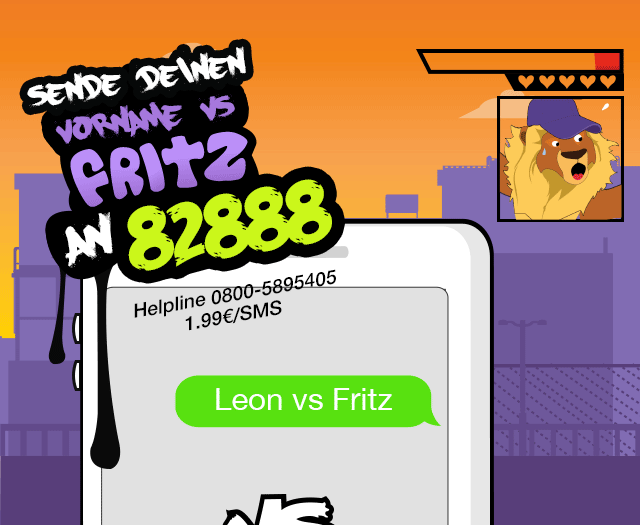 SENDE DEINEN
VORNAME VS
FRITZ
AN 82888
Helpline 0800-5895405
1.99€/SMS
Leon vs Fritz